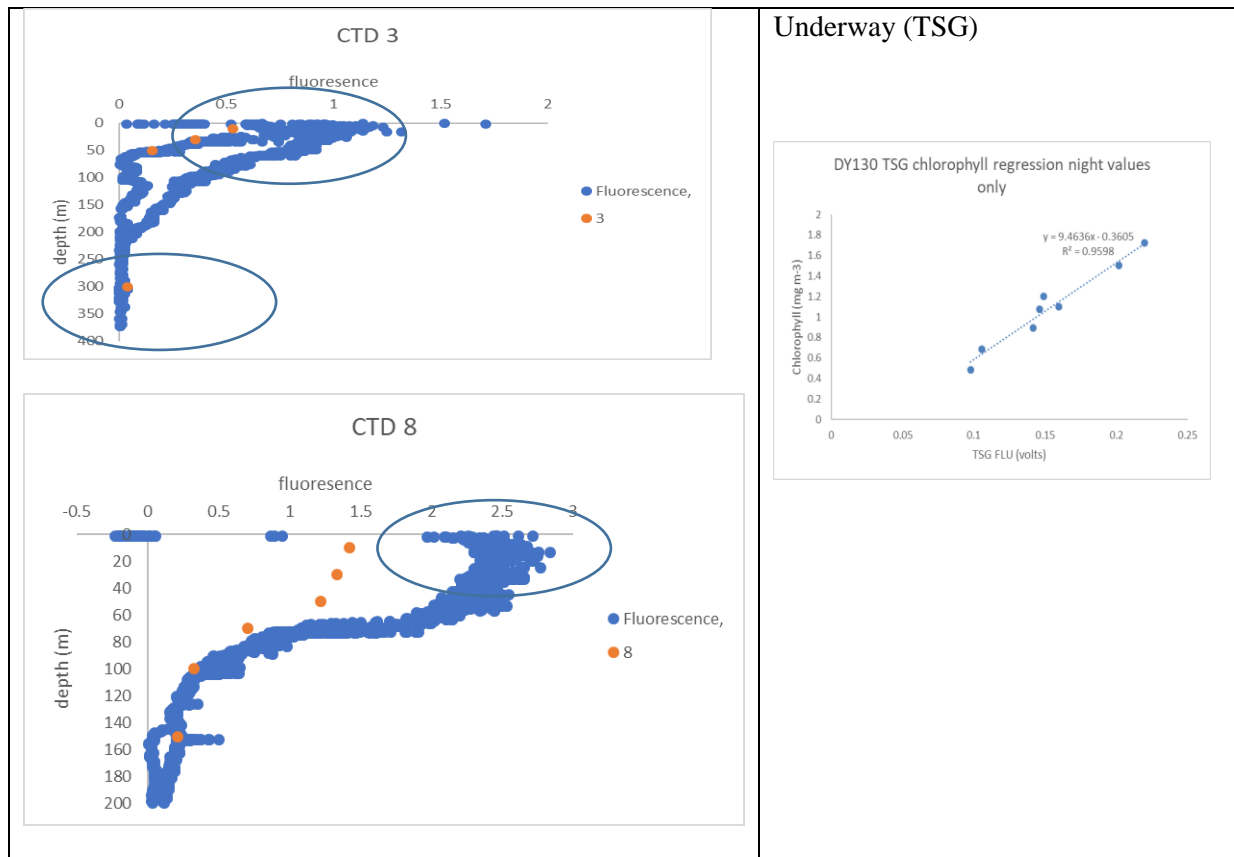 CTD 3
fluoresence
0 0.5 1 1.5 2
0
50
100
150
200
250
300
350
400
depth (m)
Fluorescence,
3
CTD 8
fluoresence
-0.5 0 0.5 1 1.5 2 2.5 3
0
20
40
60
80
100
120
140
160
180
200
depth (m)
Fluorescence,
8
Underway (TSG)
DY130 TSG chlorophyll regression night values
only
y = 9.4636x - 0.3605
R² = 0.9598
2
1.8
1.6
1.4
1.2
1
0.8
0.6
0.4
0.2
0
Chlorophyll (mg m-3)
0 0.05 0.1 0.15 0.2 0.25
TSG FLU (volts)